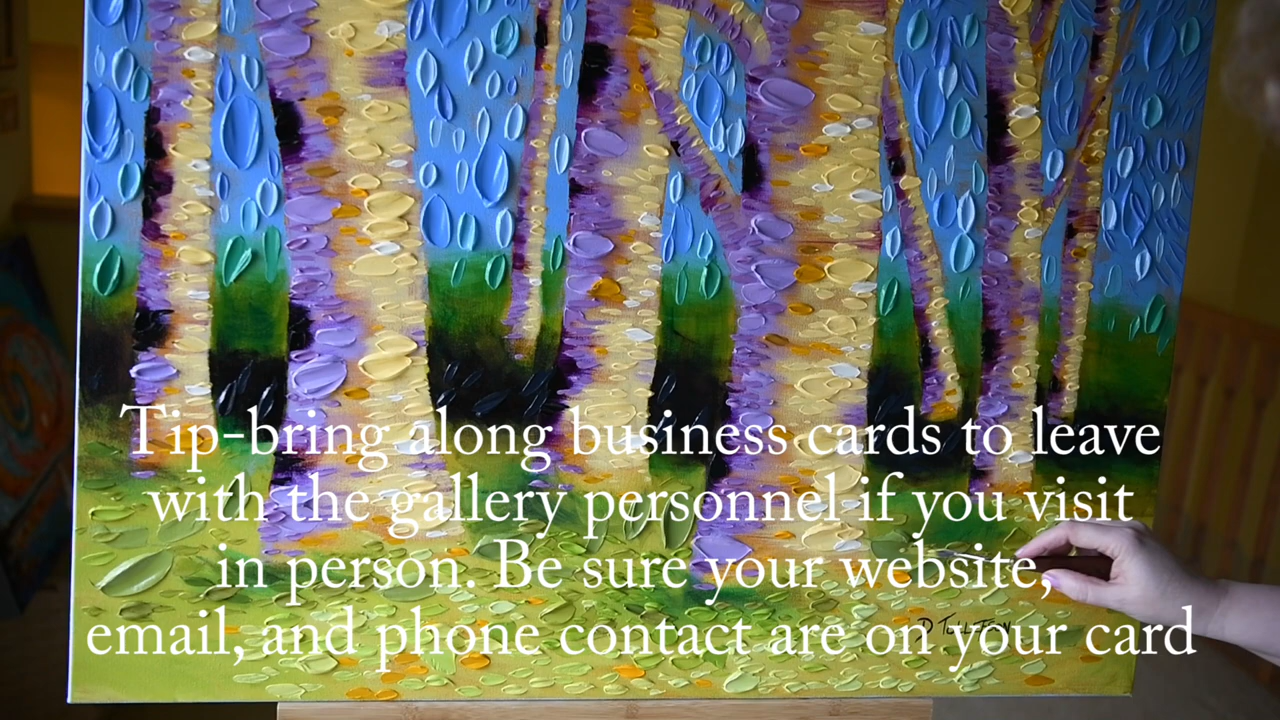 Tip-bring along business cards to leave
with the gallery personnel if you visit
in person. Be sure your website,
email, and phone contact are on your card